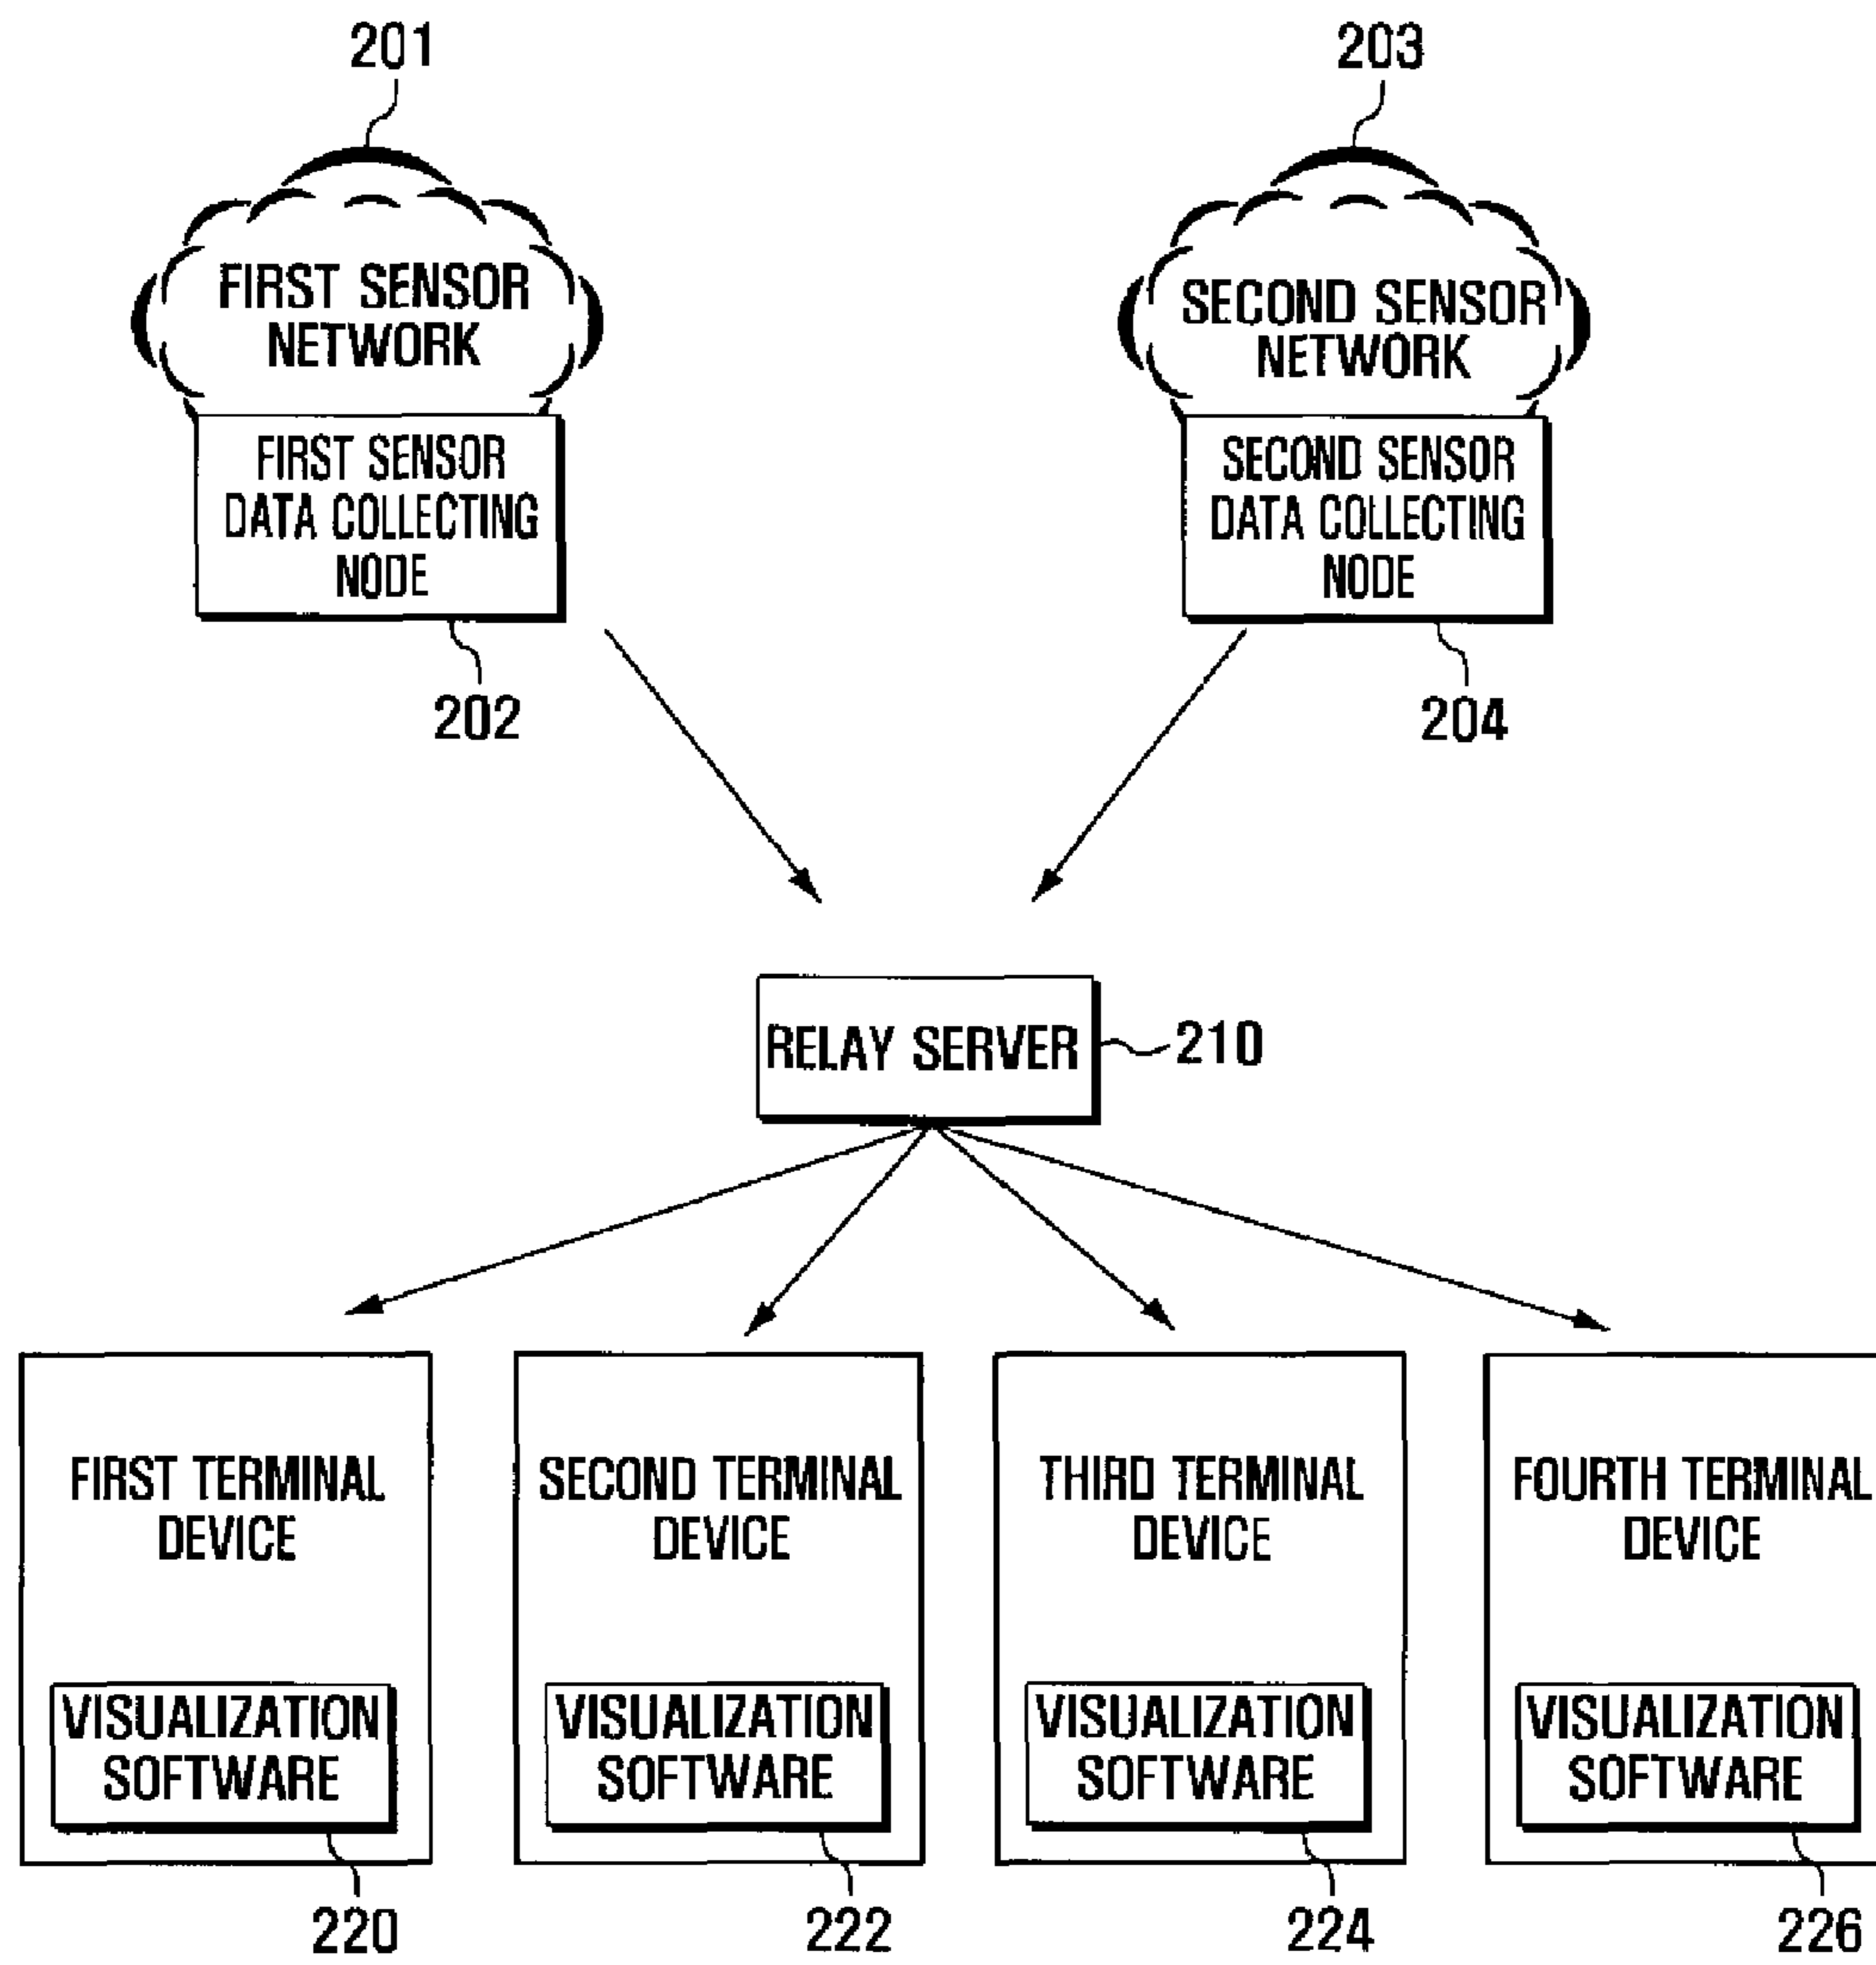 201
203
FIRST SENSOR
NETWORK
SECOND SENSOR
NETWORK
FIRST SENSOR
DATA COLLECTING
NODE
SECOND SENSOR
DATA COLLECTING
NODE
202
204
RELAY SERVER
210
FIRST TERMINAL
DEVICE
SECOND TERMINAL
DEVICE
THIRD TERMINAL
DEVICE
FOURTH TERMINAL
DEVICE
VISUALIZATION
SOFTWARE
VISUALIZATION
SOFTWARE
VISUALIZATION
SOFTWARE
VISUALIZATION
SOFTWARE
220
222
224
226